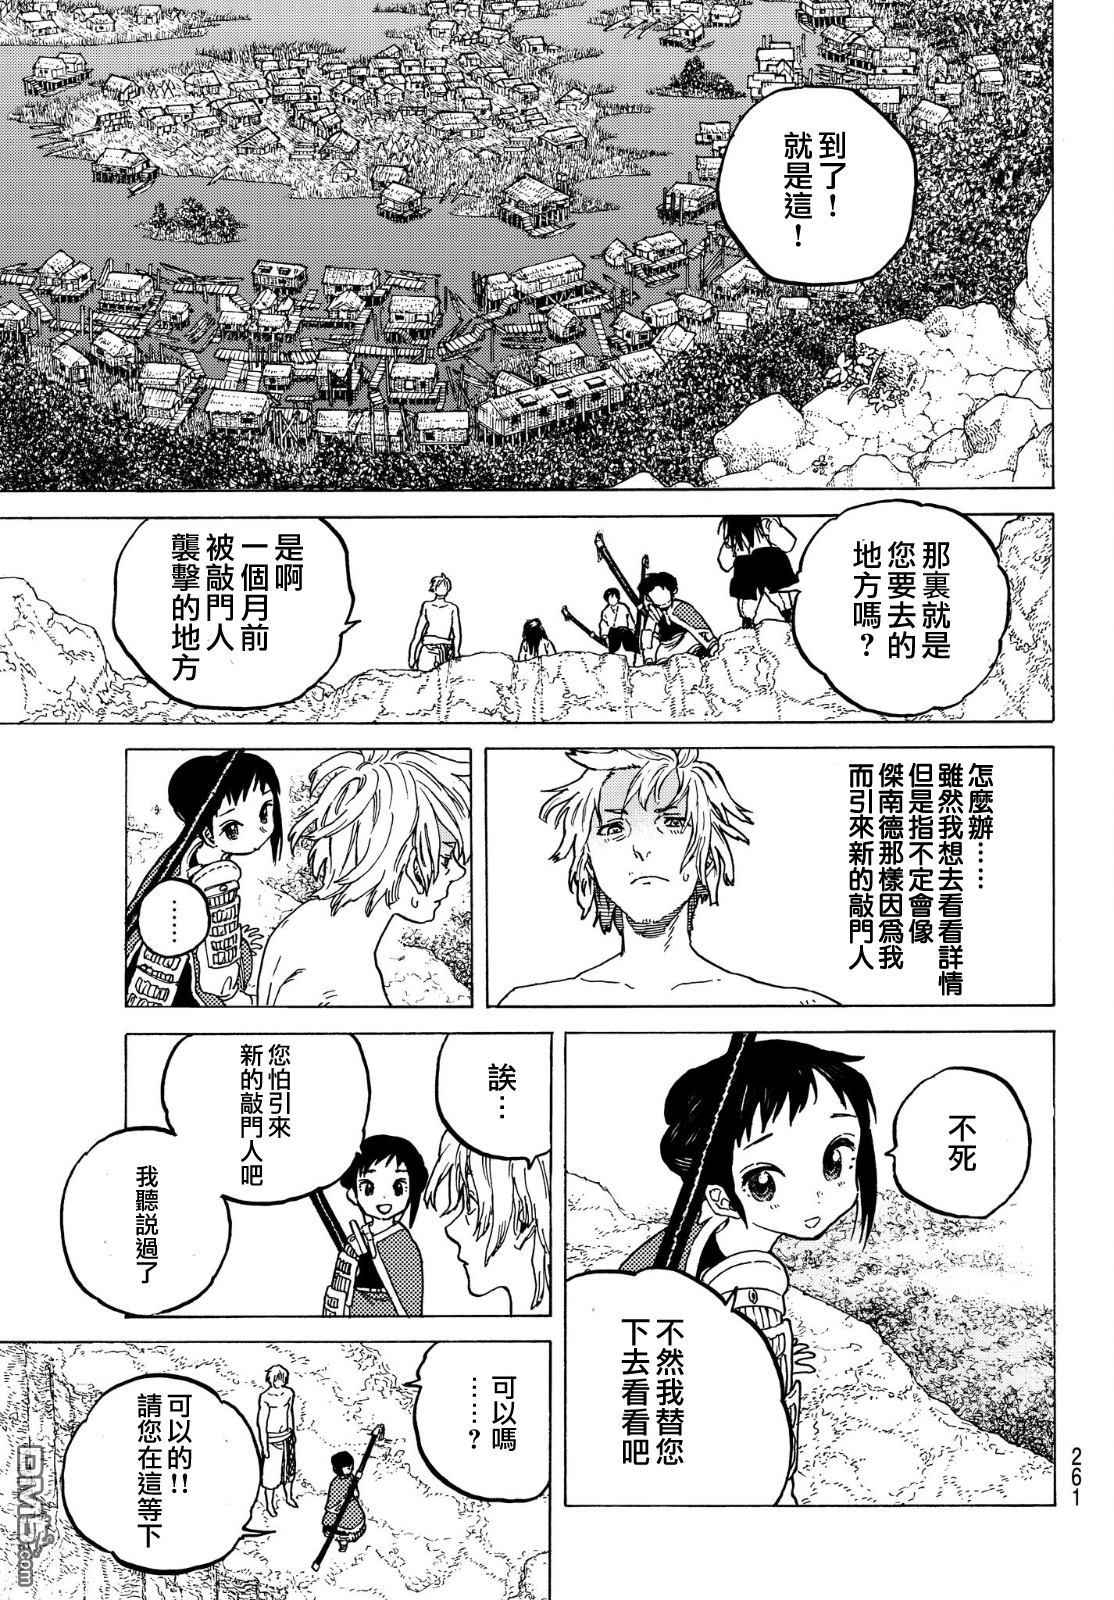 到了！
就是這！
那裏就是
您要去的
地方嗎？
是啊
一個月前
被敲門人
襲擊的地方
怎麼辦……
雖然我想去看看詳情
但是指不定會像
傑南德那樣因為我
而引來新的敲門人
……
不死
不然我替您
下去看看吧
誒…
您怕引來
新的敲門人吧
我聽説過了
可以嗎
……？
可以的!!
請您在這等下
261
DM5.com